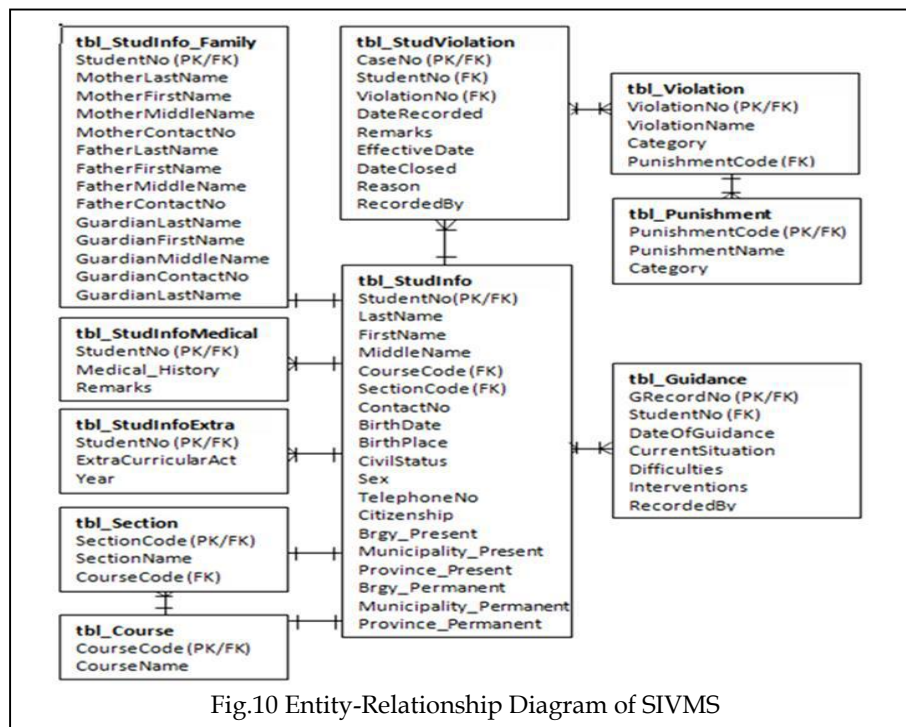 tbl_StudInfo_Family
StudentNo (PK/FK)
MotherLastName
MotherFirstName
MotherMiddleName
MotherContactNo
FatherLastName
FatherFirstName
FatherMiddleName
FatherContactNo
GuardianLastName
GuardianFirstName
GuardianMiddleName
GuardianContactNo
GuardianLastName
tbl_StudInfoMedical
StudentNo (PK/FK)
Medical_History
Remarks
tbl_StudInfoExtra
StudentNo (PK/FK)
ExtraCurricularAct
Year
tbl_Section
SectionCode (PK/FK)
SectionName
CourseCode (FK)
tbl_Course
CourseCode (PK/FK)
CourseName
tbl_StudViolation
CaseNo (PK/FK)
StudentNo (FK)
ViolationNo (FK)
DateRecorded
Remarks
EffectiveDate
DateClosed
Reason
RecordedBy
tbl_StudInfo
StudentNo(PK/FK)
LastName
FirstName
MiddleName
CourseCode (FK)
SectionCode (FK)
ContactNo
BirthDate
BirthPlace
CivilStatus
Sex
TelephoneNo
Citizenship
Brgy_Present
Municipality_Present
Province_Present
Brgy_Permanent
Municipality_Permanent
Province_Permanent
tbl_Violation
ViolationNo (PK/FK)
ViolationName
Category
PunishmentCode (FK)
tbl_Punishment
PunishmentCode (PK/FK)
PunishmentName
Category
tbl_Guidance
GRecordNo (PK/FK)
StudentNo (FK)
DateOfGuidance
CurrentSituation
Difficulties
Interventions
RecordedBy
Fig.10 Entity-Relationship Diagram of SIVMS